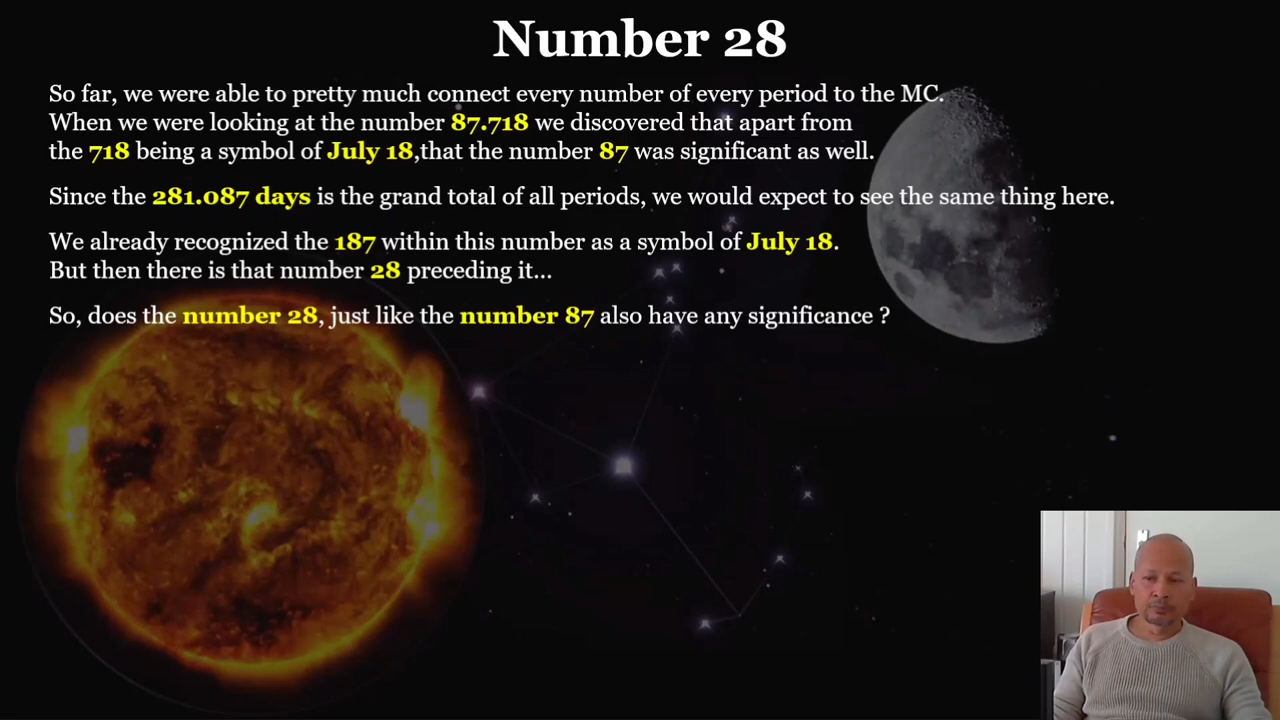 Number 28
So far, we were able to pretty much connect every number of every period to the MC.
When we were looking at the number 87.718 we discovered that apart from
the 718 being a symbol of July 18,that the number 87 was significant as well.
Since the 281.087 days is the grand total of all periods, we would expect to see the same thing here.
We already recognized the 187 within this number as a symbol of July 18.
But then there is that number 28 preceding it...
So, does the number 28, just like the number 87 also have any significance ?